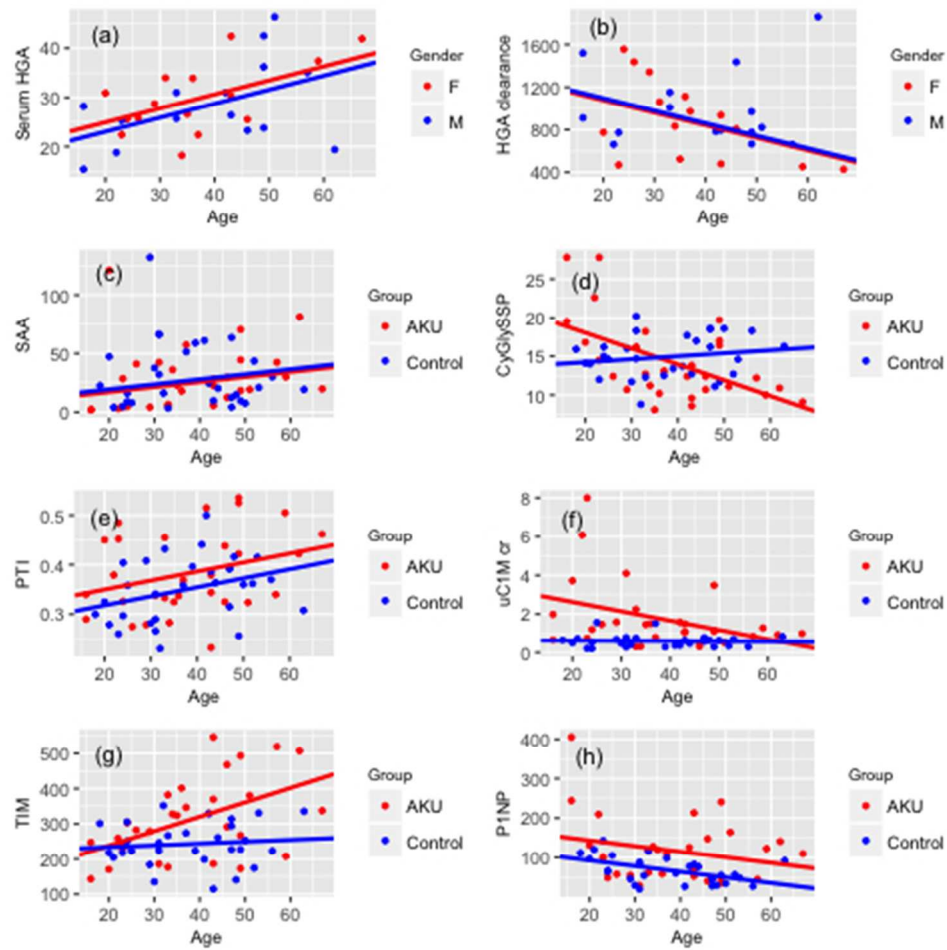 (a)
Serum HGA
40
30
20
20 30 40 50 60
Age
Gender
F
M
(b)
HGA clearance
1600
1200
800
400
20 30 40 50 60
Age
Gender
F
M
(c)
SAA
100
50
0
20 30 40 50 60
Age
Group
AKU
Control
(d)
CyGlySSP
25
20
15
10
20 30 40 50 60
Age
Group
AKU
Control
(e)
PTI
0.5
0.4
0.3
20 30 40 50 60
Age
Group
AKU
Control
(f)
uC1M or
8
6
4
2
0
20 30 40 50 60
Age
Group
AKU
Control
(g)
TIM
500
400
300
200
100
20 30 40 50 60
Age
Group
AKU
Control
(h)
P1NP
400
300
200
100
20 30 40 50 60
Age
Group
AKU
Control